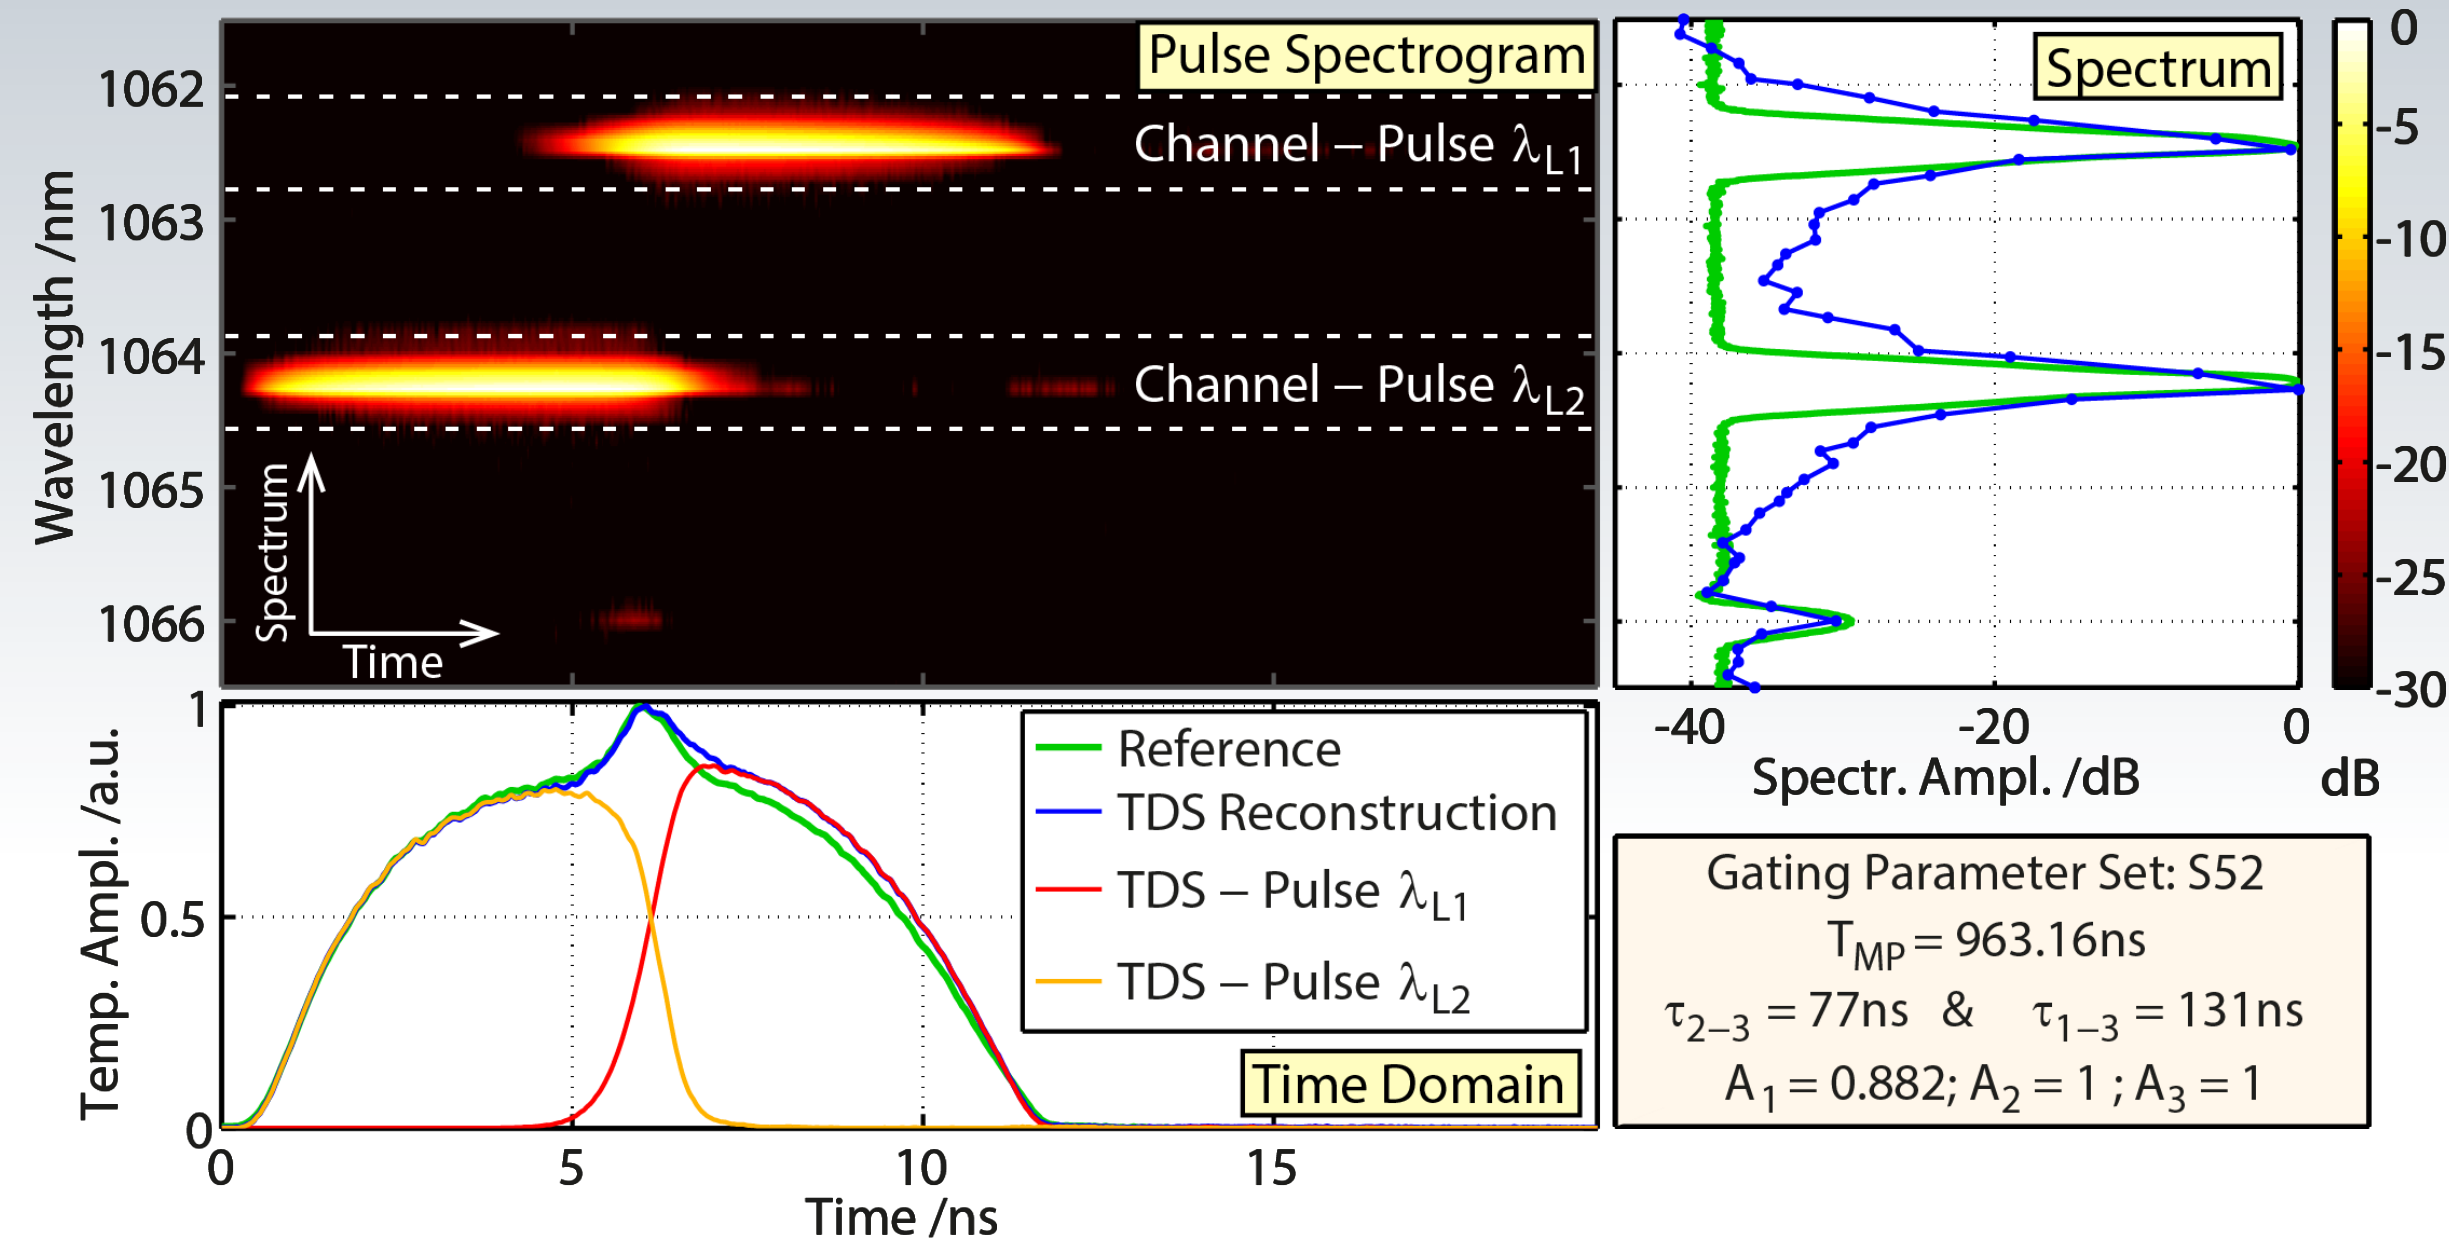 Pulse Spectrogram
Spectrum
Wavelength /nm
1062
1063
1064
1065
1066
Channel – Pulse λL1
Channel – Pulse λL2
Spectrum
Time
0
-5
-10
-15
-20
-25
-30
dB
-40
-20
0
Spectr. Ampl. /dB
Temp. Ampl. /a.u.
1
0.5
0
Reference
TDS Reconstruction
TDS – Pulse λL1
TDS – Pulse λL2
Time Domain
0
5
10
15
Time /ns
Gating Parameter Set: S52
TMP = 963.16ns
τ2–3 = 77ns & τ1–3 = 131ns
A1 = 0.882; A2 = 1 ; A3 = 1